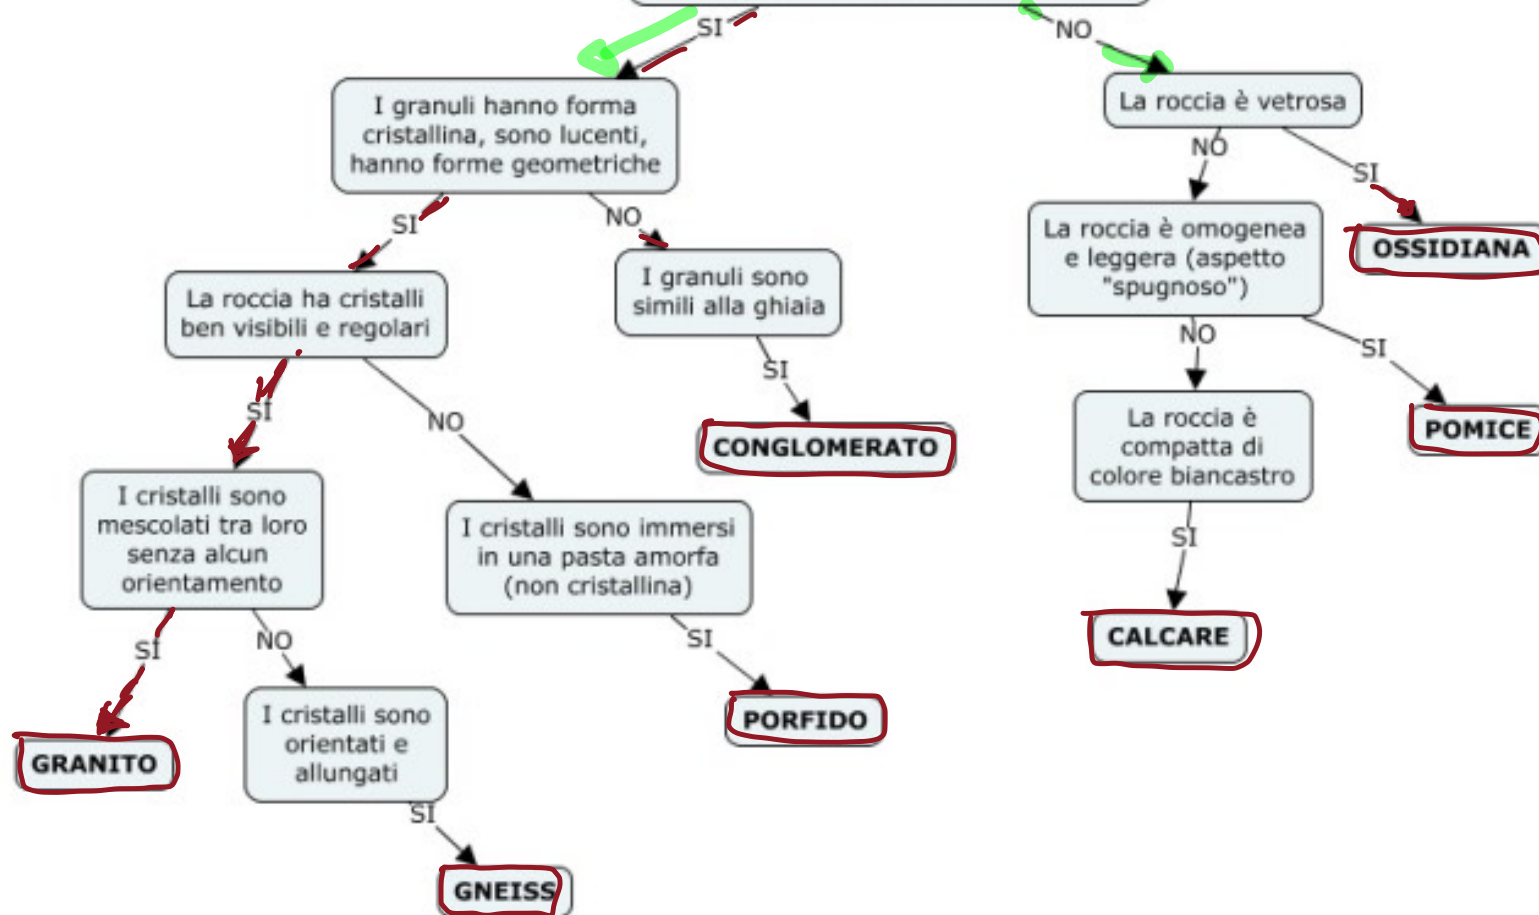 SI
NO
I granuli hanno forma
cristallina, sono lucenti,
hanno forme geometriche
La roccia è vetrosa
SI
NO
NO
SI
La roccia ha cristalli
ben visibili e regolari
I granuli sono
simili alla ghiaia
La roccia è omogenea
e leggera (aspetto
"spugnoso")
OSSIDIANA
SI
NO
SI
NO
SI
CONGLOMERATO
La roccia è
compatta di
colore biancastro
POMICE
I cristalli sono
mescolati tra loro
senza alcun
orientamento
I cristalli sono immersi
in una pasta amorfa
(non cristallina)
SI
SI
NO
SI
CALCARE
GRANITO
I cristalli sono
orientati e
allungati
PORFIDO
SI
GNEISS